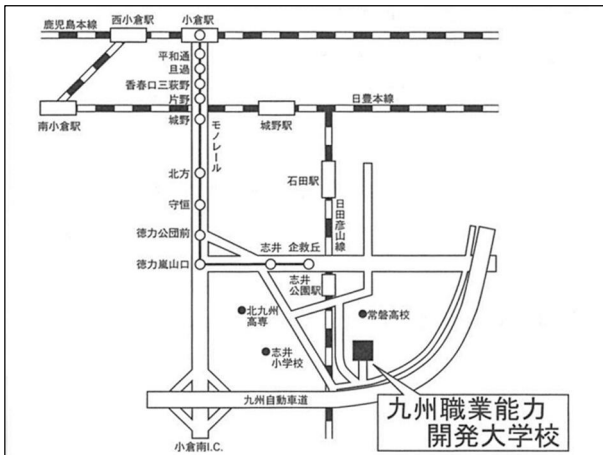 鹿児島本線
西小倉駅
小倉駅
平和通
旦過
香春口三萩野
片野
城野
南小倉駅
日豊本線
城野駅
モノレール
北方
守恒
石田駅
日田彦山線
徳力公団前
志井
企救丘
徳力嵐山口
志井
公園駅
北九州
高専
常磐高校
志井
小学校
九州自動車道
九州職業能力
開発大学校
小倉南I.C.